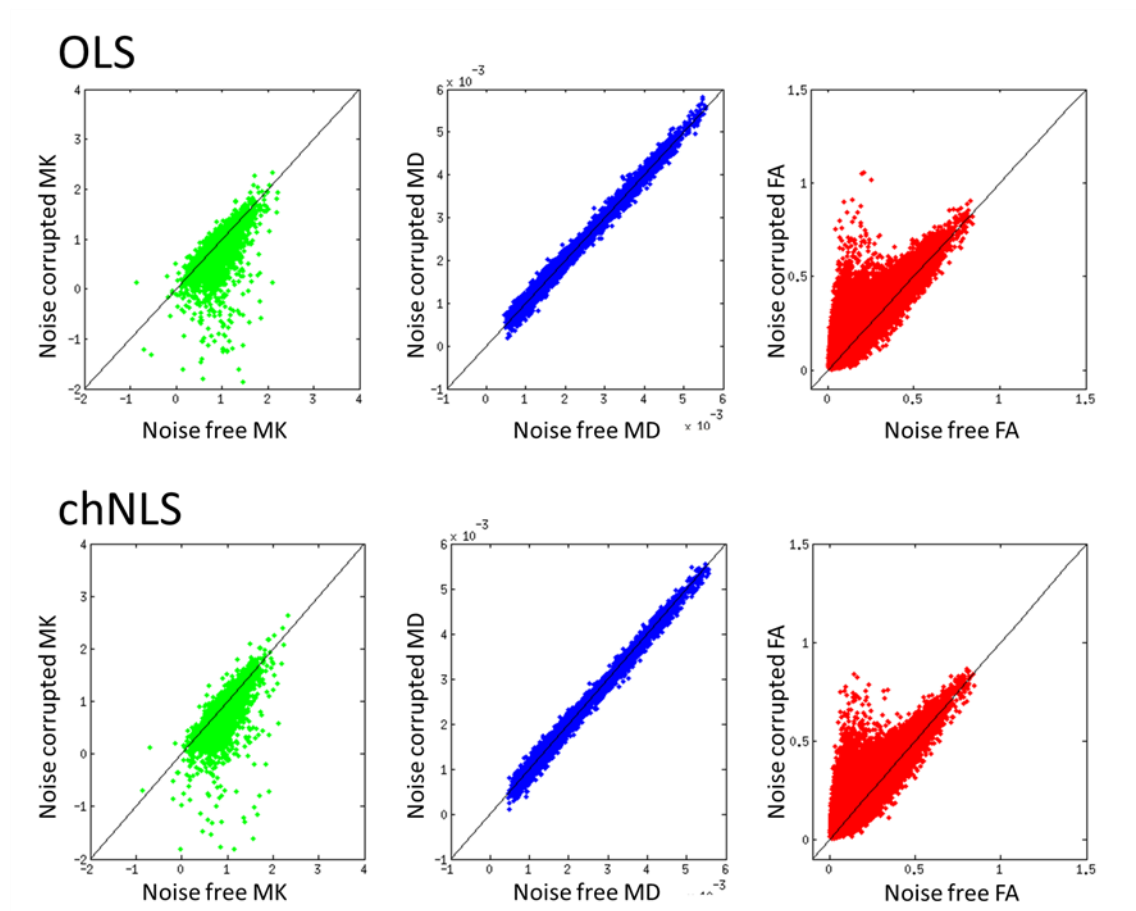 OLS
x 10 -3
4
3
2
1
0
-1
-2
-2 -1 0 1 2 3 4
Noise corrupted MK
Noise free MK
6
5
4
3
2
1
0
-1
-1 0 1 2 3 4 5 6
x 10 -3
Noise corrupted MD
Noise free MD
1.5
1
0.5
0
0 0.5 1 1.5
Noise corrupted FA
Noise free FA
chNLS
x 10 -3
4
3
2
1
0
-1
-2
-2 -1 0 1 2 3 4
Noise corrupted MK
Noise free MK
6
5
4
3
2
1
0
-1
-1 0 1 2 3 4 5 6
-3
Noise corrupted MD
Noise free MD
1.5
1
0.5
0
0 0.5 1 1.5
Noise corrupted FA
Noise free FA